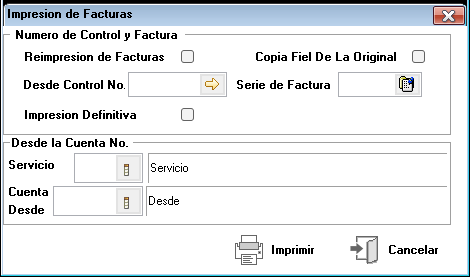 Impresion de Facturas
Numero de Control y Factura
Reimpresion de Facturas
Copia Fiel De La Original
Desde Control No.
Serie de Factura
Impresion Definitiva
Desde la Cuenta No.
Servicio
Servicio
Cuenta
Desde
Desde
Imprimir
Cancelar